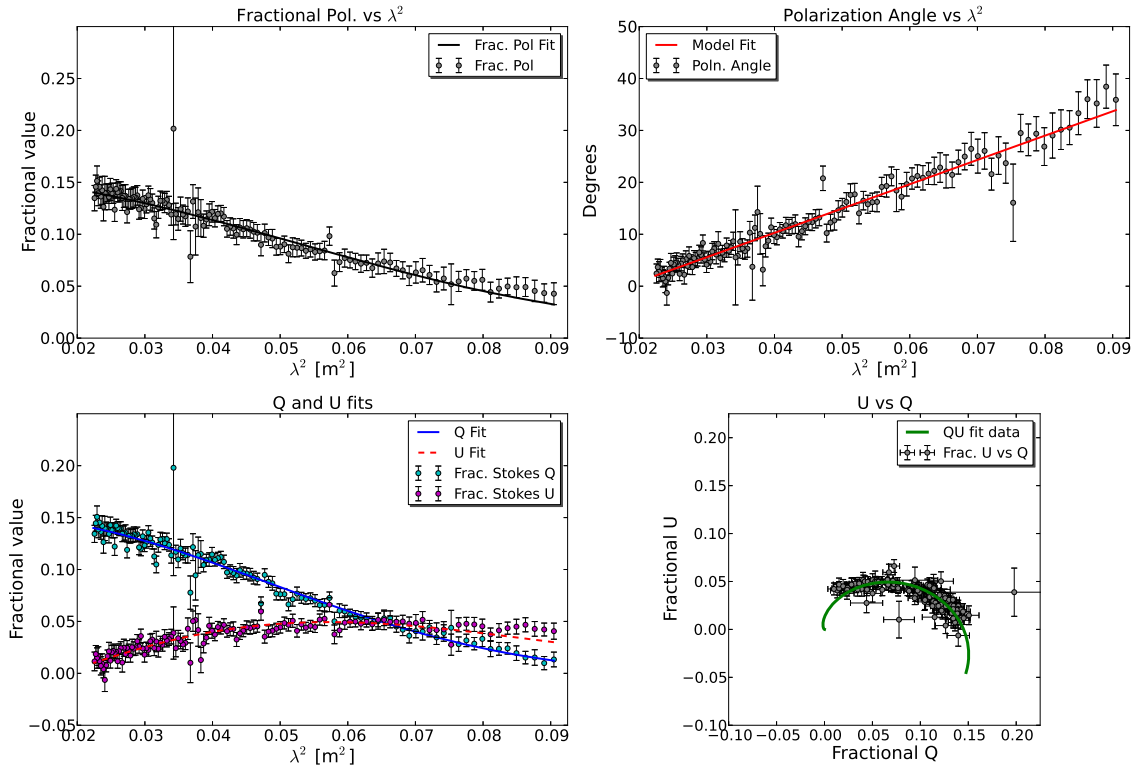 Fractional Pol. vs λ²
Fractional value
0.25
0.20
0.15
0.10
0.05
0.00
Frac. Pol Fit
Frac. Pol
0.02 0.03 0.04 0.05 0.06 0.07 0.08 0.09
λ² [m²]
Polarization Angle vs λ²
Degrees
50
40
30
20
10
0
−10
Model Fit
Poln. Angle
0.02 0.03 0.04 0.05 0.06 0.07 0.08 0.09
λ² [m²]
Q and U fits
Fractional value
0.20
0.15
0.10
0.05
0.00
−0.05
Q Fit
U Fit
Frac. Stokes Q
Frac. Stokes U
0.02 0.03 0.04 0.05 0.06 0.07 0.08 0.09
λ² [m²]
U vs Q
Fractional U
0.20
0.15
0.10
0.05
0.00
−0.05
−0.10
QU fit data
Frac. U vs Q
−0.10 −0.05 0.00 0.05 0.10 0.15 0.20
Fractional Q